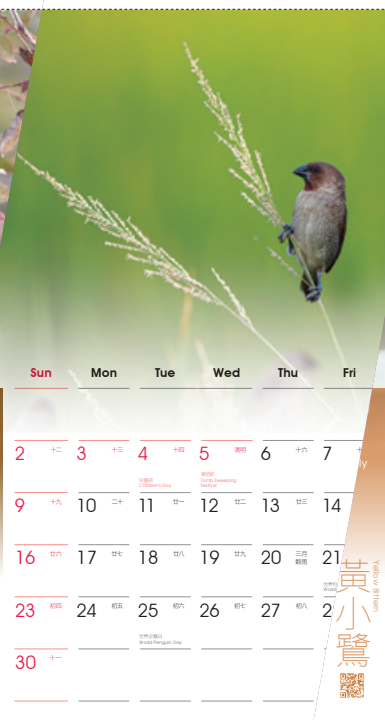 Sun Mon Tue Wed Thu Fri
2 十二 3 十三 4 十四 5 清明 6 十六 7
兒童節 清明節
Children's Day Tomb Sweeping
Festival
9 十九 10 二十 11 廿一 12 廿二 13 廿三 14
16 廿六 17 廿七 18 廿八 19 廿九 20 三月 21
穀雨
World
23 初四 24 初五 25 初六 26 初七 27 初八 2
世界企鵝日
World Penguin Day
30 十一
黃小鷺
Yellow Bittern